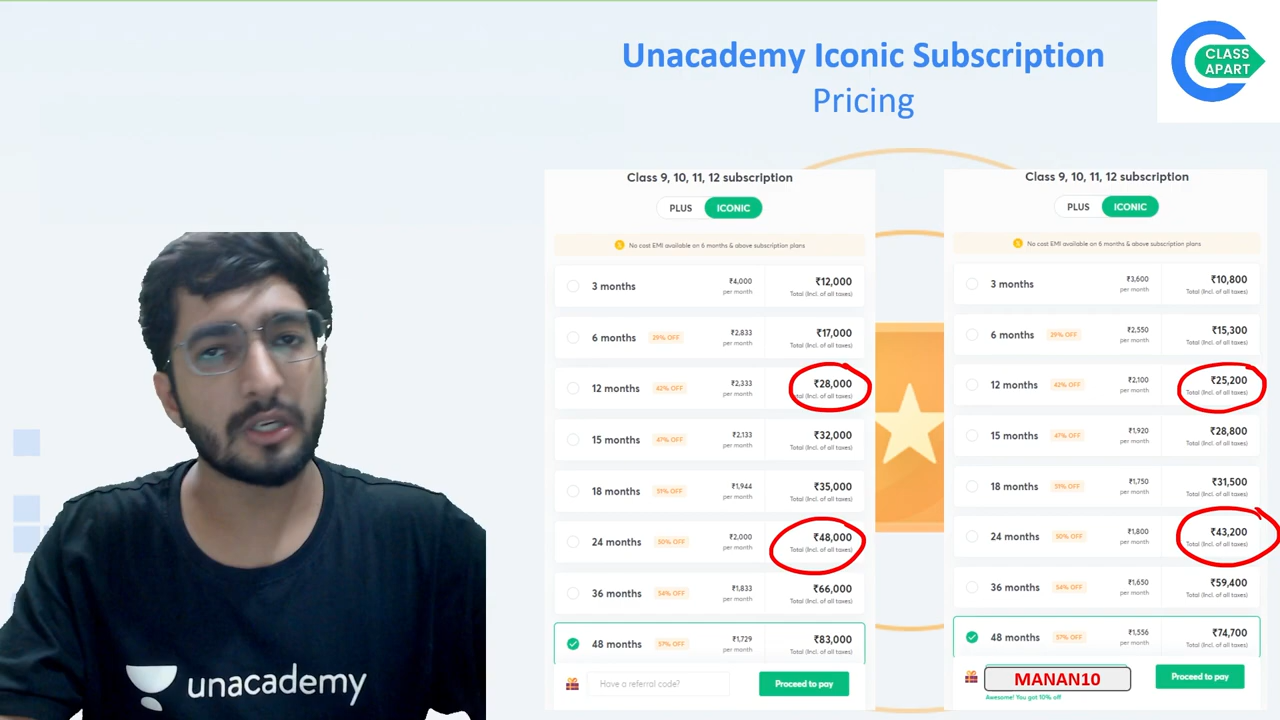 Unacademy Iconic Subscription
Pricing
CLASS
APART
Class 9, 10, 11, 12 subscription
PLUS ICONIC
No cost EMI available on 6 months & above subscription plans
3 months ₹4,000 ₹12,000
per month Total (Incl. of all taxes)
6 months 29% OFF ₹2,833 ₹17,000
per month Total (Incl. of all taxes)
12 months 42% OFF ₹2,333 ₹28,000
per month tal (Incl. of all taxes)
15 months 47% OFF ₹2,133 ₹32,000
per month Total (Incl. of all taxes)
18 months 51% OFF ₹1,944 ₹35,000
per month Total (Incl. of all taxes)
24 months 50% OFF ₹2,000 ₹48,000
per month Total (Incl. of all taxes)
36 months 54% OFF ₹1,833 ₹66,000
per month Total (Incl. of all taxes)
48 months 57% OFF ₹1,729 ₹83,000
per month Total (Incl. of all taxes)
Have a referral code? Proceed to pay
Class 9, 10, 11, 12 subscription
PLUS ICONIC
No cost EMI available on 6 months & above subscription plans
3 months ₹3,600 ₹10,800
per month Total (Incl. of all taxes)
6 months 29% OFF ₹2,550 ₹15,300
per month Total (Incl. of all taxes)
12 months 42% OFF ₹2,100 ₹25,200
per month Total (Incl. of all taxes)
15 months 47% OFF ₹1,920 ₹28,800
per month Total (Incl. of all taxes)
18 months 51% OFF ₹1,750 ₹31,500
per month Total (Incl. of all taxes)
24 months 50% OFF ₹1,800 ₹43,200
per month Total (Incl. of all taxes)
36 months 54% OFF ₹1,650 ₹59,400
per month Total (Incl. of all taxes)
48 months 57% OFF ₹1,556 ₹74,700
per month Total (Incl. of all taxes)
MANAN10 Proceed to pay
Awesome! You got 10% off
unacademy